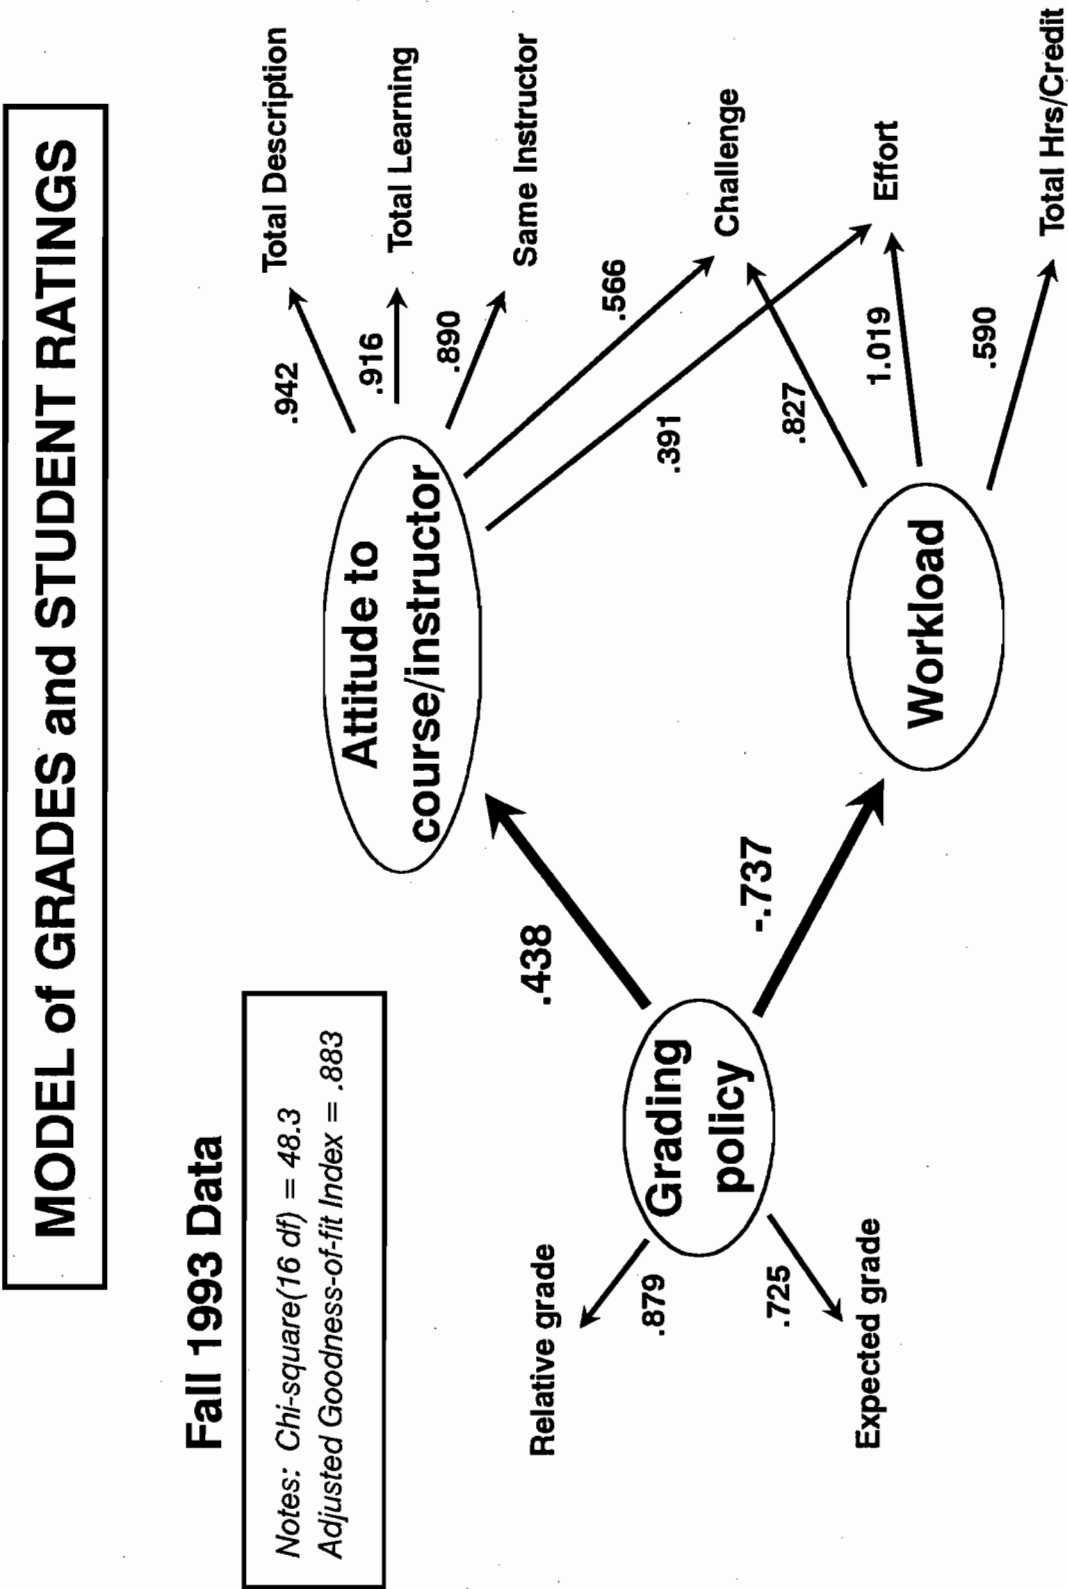 MODEL of GRADES and STUDENT RATINGS
Fall 1993 Data
Notes: Chi-square(16 df) = 48.3
Adjusted Goodness-of-fit Index = .883
Total Description
.942
Total Learning
.916
Same Instructor
.890
Attitude to
course/instructor
.566
Challenge
.391
.827
Effort
1.019
Total Hrs/Credit
.590
Workload
.438
-.737
Grading
policy
Relative grade
.879
.725
Expected grade